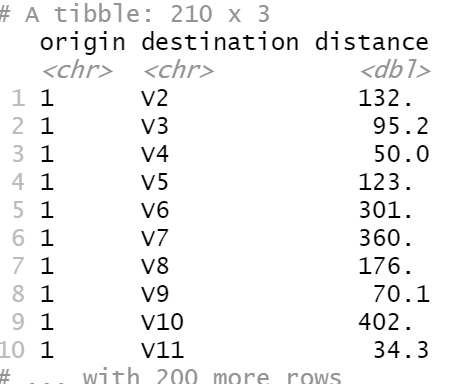 # A tibble: 210 x 3
origin destination distance
<chr> <chr> <dbl>
1 1 V2 132.
2 1 V3 95.2
3 1 V4 50.0
4 1 V5 123.
5 1 V6 301.
6 1 V7 360.
7 1 V8 176.
8 1 V9 70.1
9 1 V10 402.
10 1 V11 34.3
# ... with 200 more rows